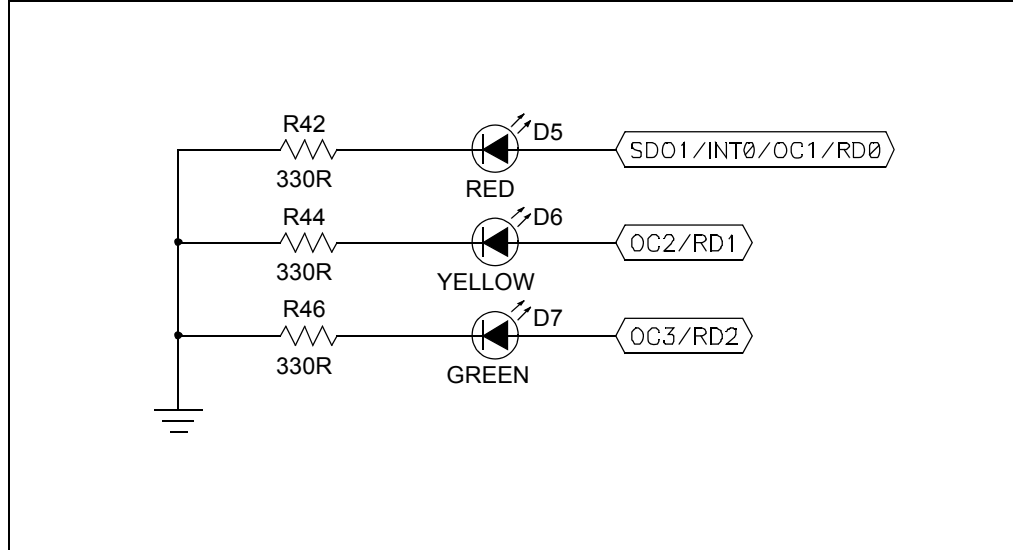 R42
D5
SDO1/INT0/OC1/RD0
330R
RED
R44
D6
OC2/RD1
330R
YELLOW
R46
D7
OC3/RD2
330R
GREEN